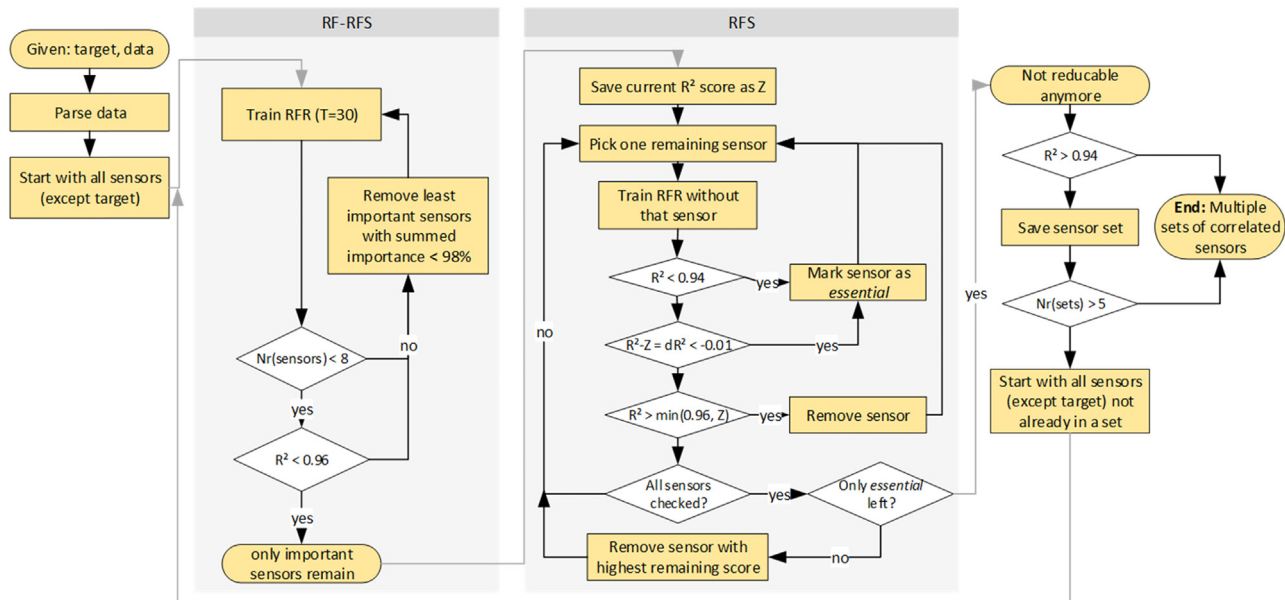 Given: target, data
Parse data
Start with all sensors
(except target)
RF-RFS
Train RFR (T=30)
Remove least
important sensors
with summed
importance < 98%
no
Nr(sensors) < 8
yes
R² < 0.96
yes
only important
sensors remain
RFS
Save current R² score as Z
Pick one remaining sensor
Train RFR without
that sensor
R² < 0.94
yes
Mark sensor as
essential
no
R²-Z = dR² < -0.01
yes
R² > min(0.96, Z)
yes
Remove sensor
All sensors
checked?
yes
Only essential
left?
no
Remove sensor with
highest remaining score
yes
Not reducable
anymore
R² > 0.94
Save sensor set
End: Multiple
sets of correlated
sensors
Nr(sets) > 5
Start with all sensors
(except target) not
already in a set